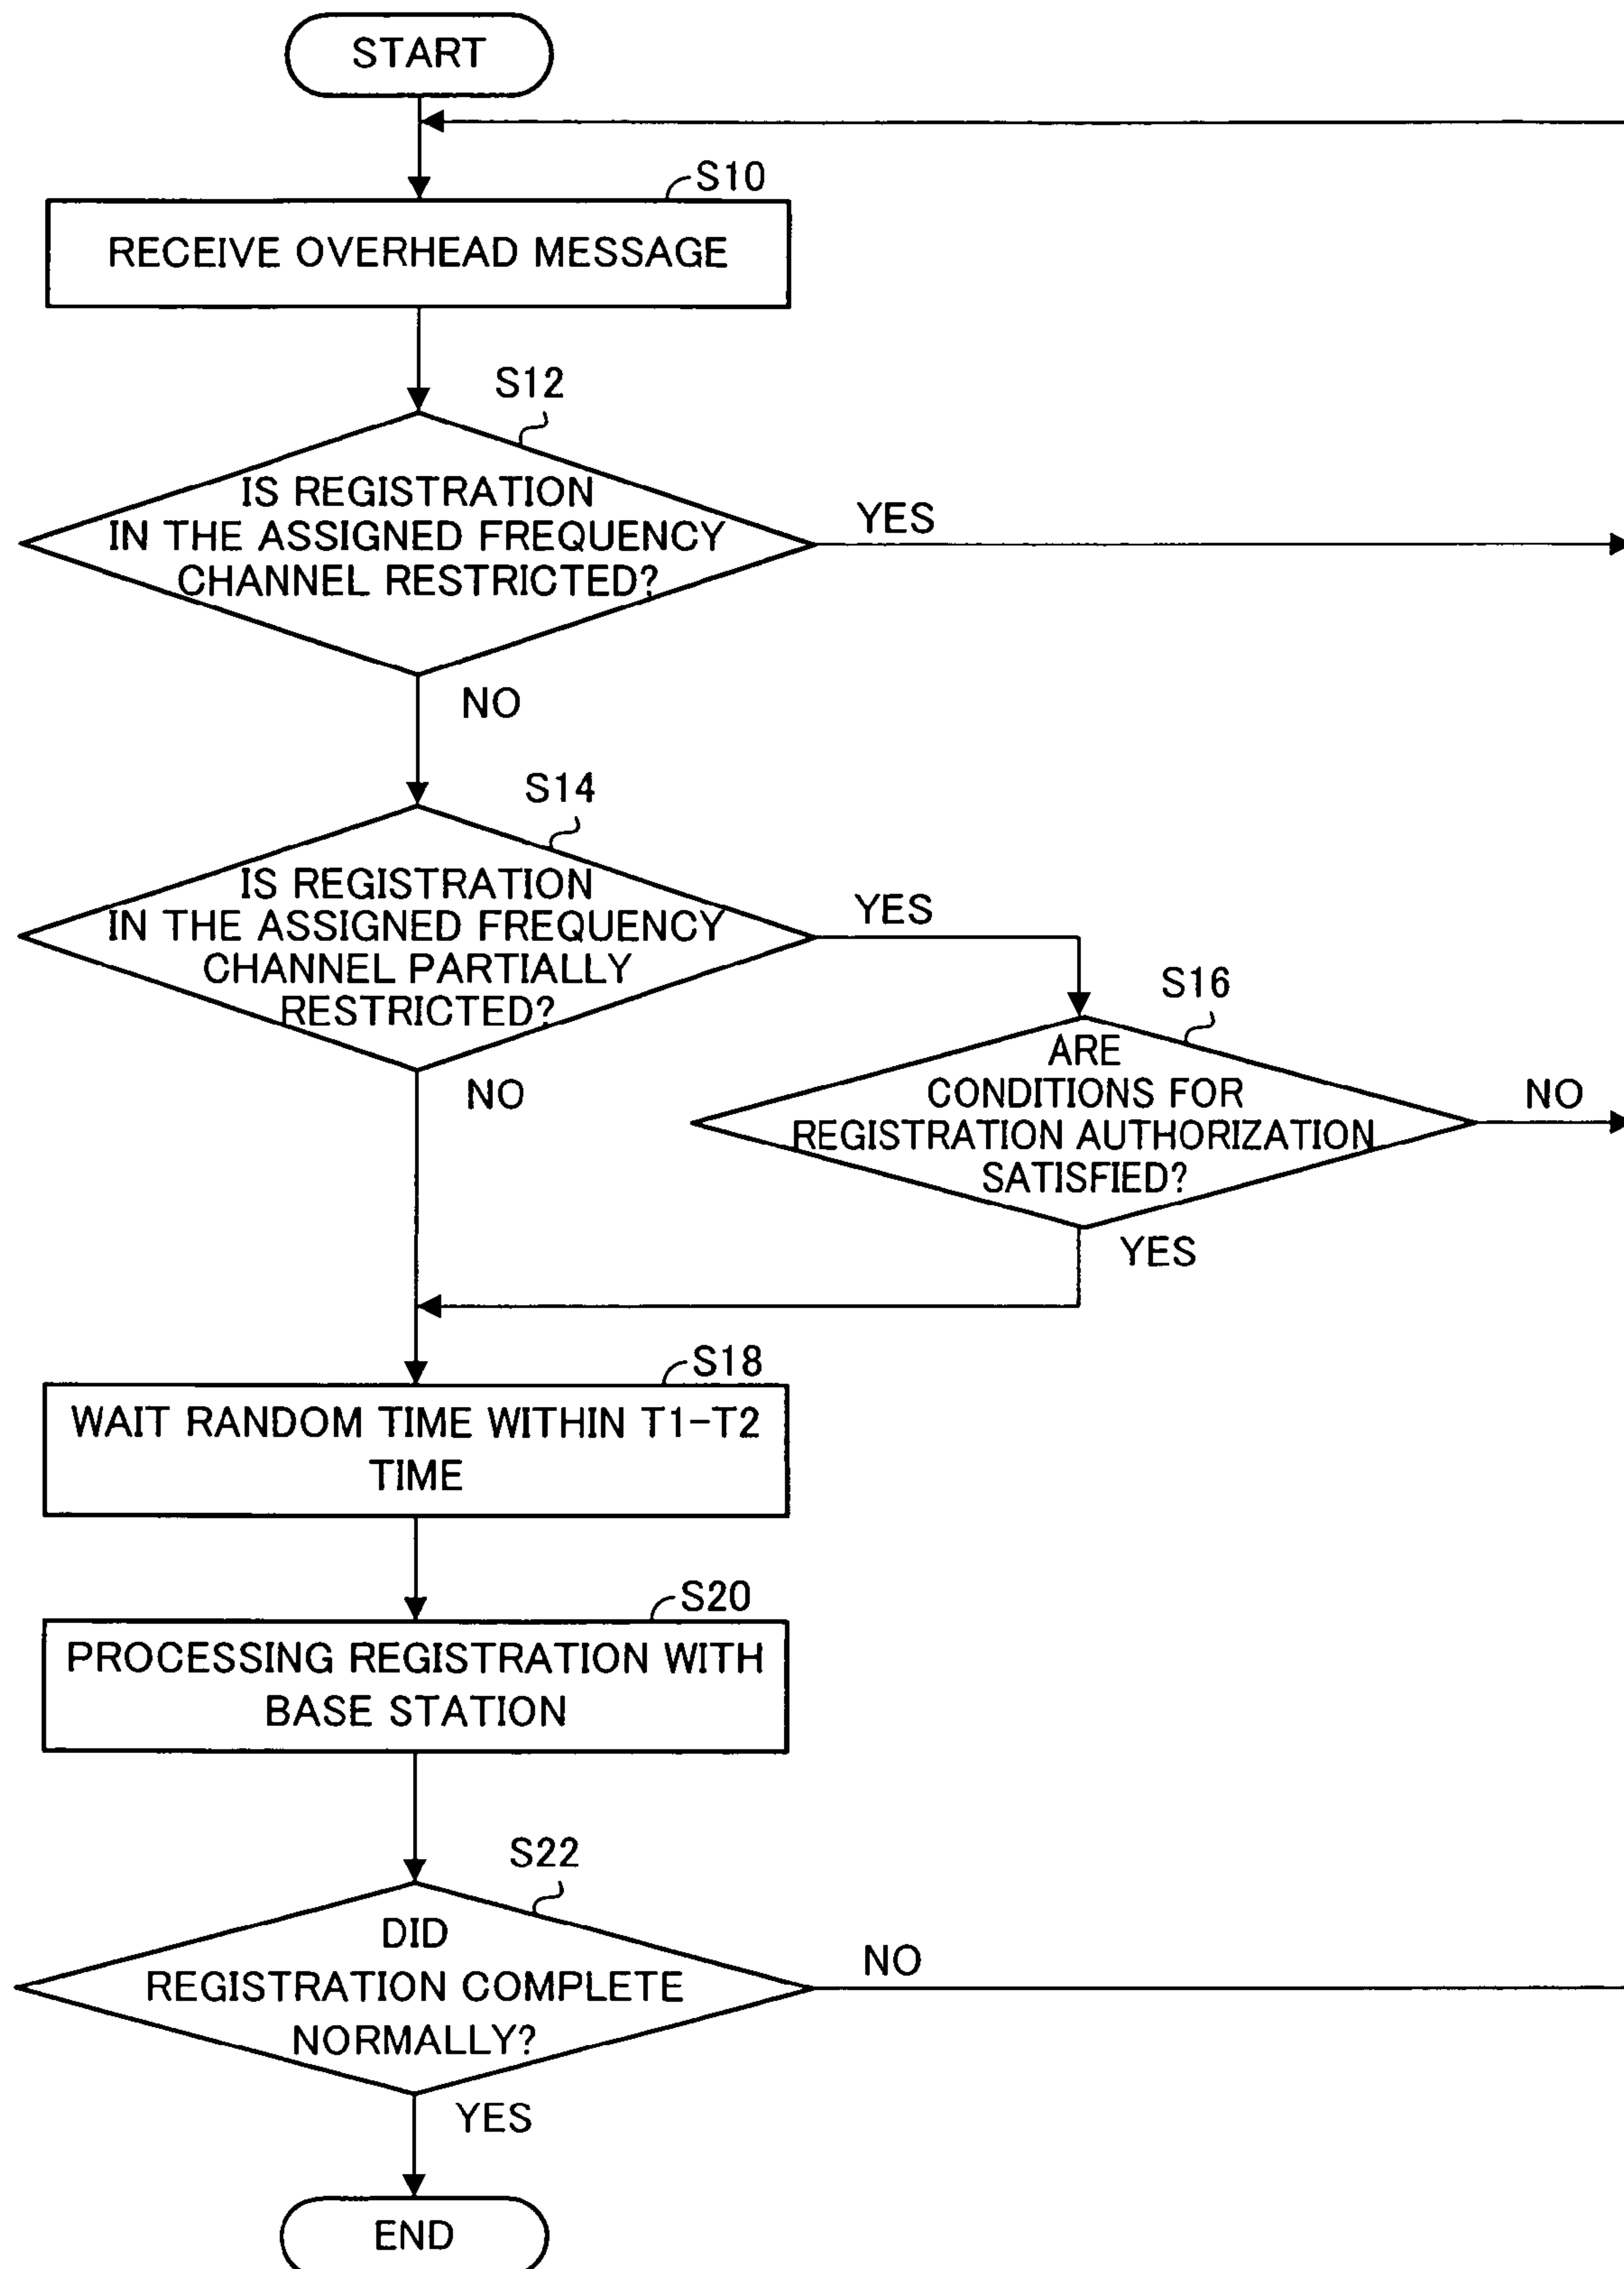 START
S10
RECEIVE OVERHEAD MESSAGE
S12
IS REGISTRATION
IN THE ASSIGNED FREQUENCY
CHANNEL RESTRICTED?
YES
NO
S14
IS REGISTRATION
IN THE ASSIGNED FREQUENCY
CHANNEL PARTIALLY
RESTRICTED?
YES
NO
S16
ARE
CONDITIONS FOR
REGISTRATION AUTHORIZATION
SATISFIED?
NO
YES
S18
WAIT RANDOM TIME WITHIN T1-T2
TIME
S20
PROCESSING REGISTRATION WITH
BASE STATION
S22
DID
REGISTRATION COMPLETE
NORMALLY?
NO
YES
END